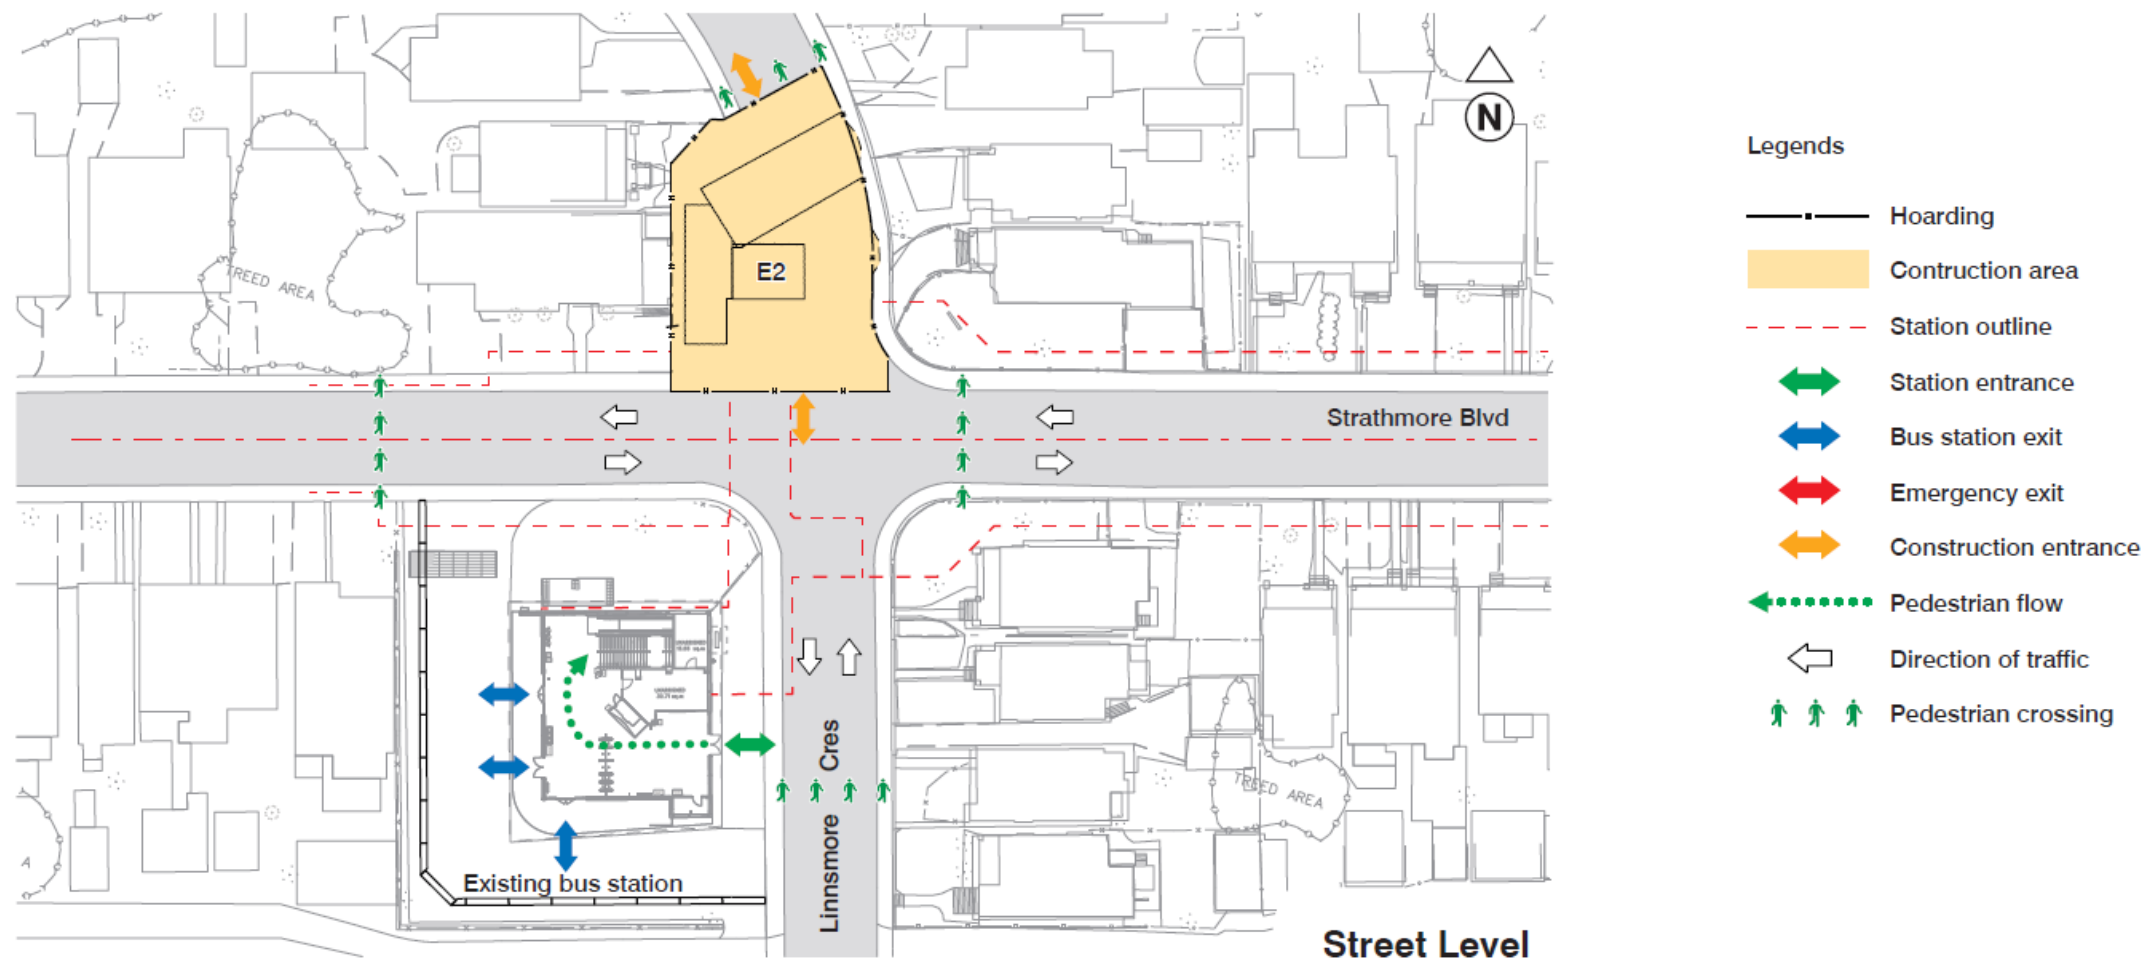 N
Legends
Hoarding
Contruction area
Station outline
Station entrance
Bus station exit
Emergency exit
Construction entrance
Pedestrian flow
Direction of traffic
Pedestrian crossing
E2
TREED AREA
Strathmore Blvd
Linnsmore Cres
TREED AREA
A
Existing bus station
Street Level